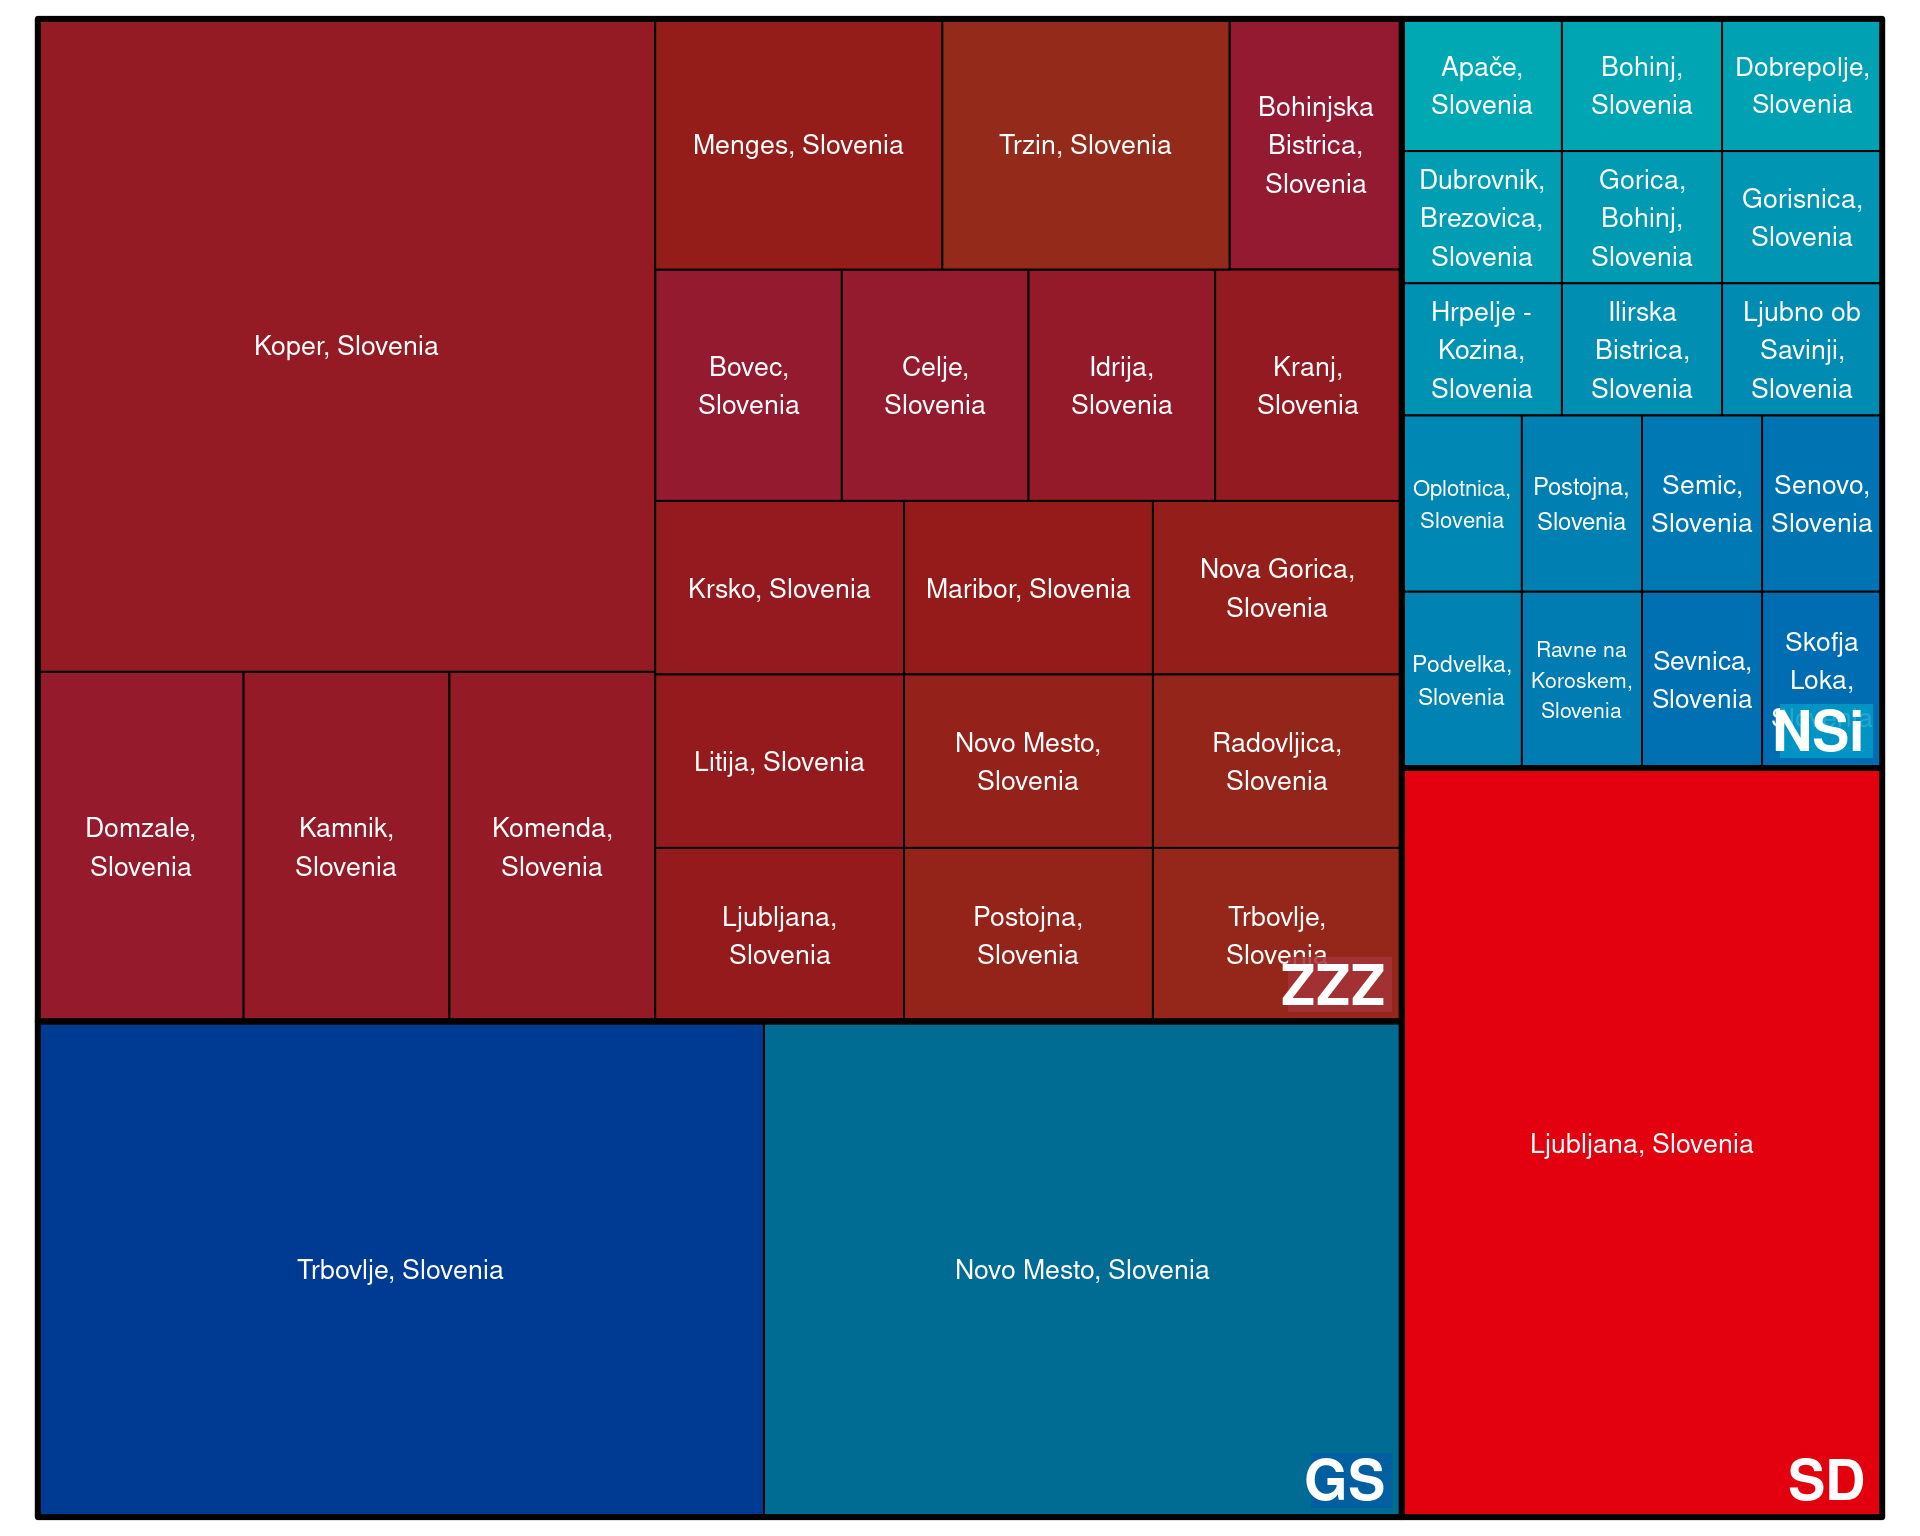 Koper, Slovenia
Menges, Slovenia
Trzin, Slovenia
Bohinjska
Bistrica,
Slovenia
Bovec,
Slovenia
Celje,
Slovenia
Idrija,
Slovenia
Kranj,
Slovenia
Krsko, Slovenia
Maribor, Slovenia
Nova Gorica,
Slovenia
Litija, Slovenia
Novo Mesto,
Slovenia
Radovljica,
Slovenia
Domzale,
Slovenia
Kamnik,
Slovenia
Komenda,
Slovenia
Ljubljana,
Slovenia
Postojna,
Slovenia
Trbovlje,
Slovenia
ZZZ
Trbovlje, Slovenia
Novo Mesto, Slovenia
GS
Apače,
Slovenia
Bohinj,
Slovenia
Dobrepolje,
Slovenia
Dubrovnik,
Brezovica,
Slovenia
Gorica,
Bohinj,
Slovenia
Gorisnica,
Slovenia
Hrpelje -
Kozina,
Slovenia
Ilirska
Bistrica,
Slovenia
Ljubno ob
Savinji,
Slovenia
Oplotnica,
Slovenia
Postojna,
Slovenia
Semic,
Slovenia
Senovo,
Slovenia
Podvelka,
Slovenia
Ravne na
Koroskem,
Slovenia
Sevnica,
Slovenia
Skofja
Loka,
NSi
Ljubljana, Slovenia
SD